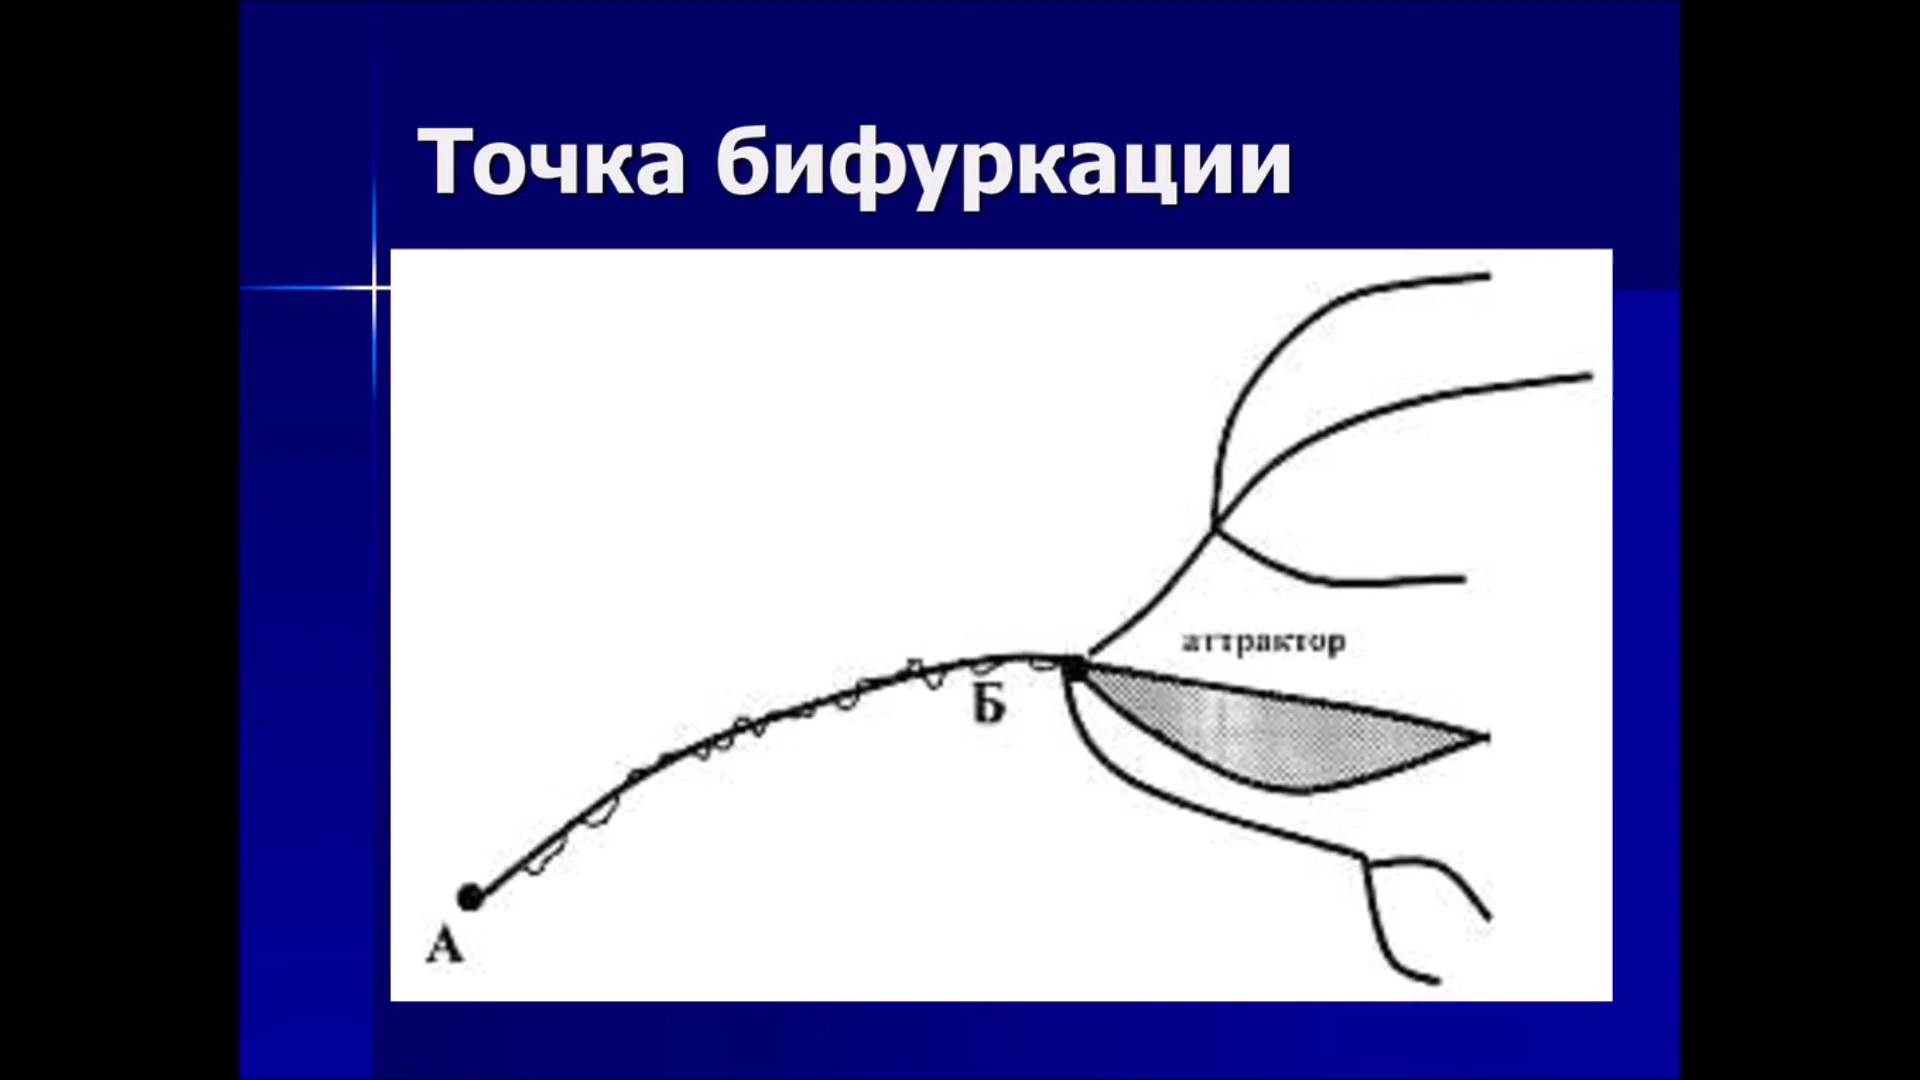 Точка бифуркации
аттрактор
Б
А